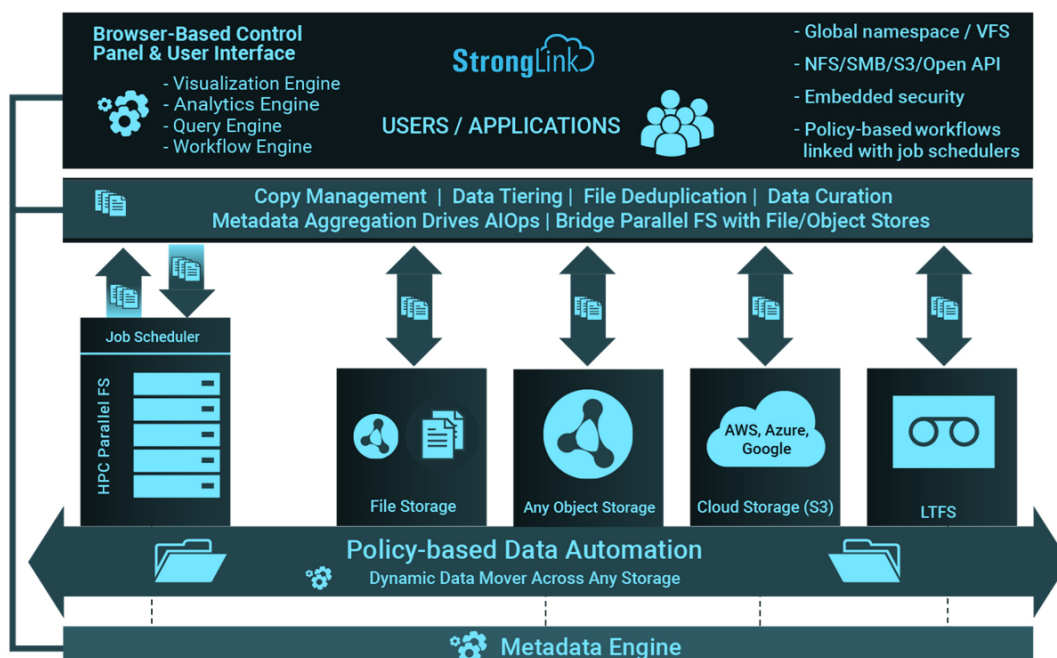 Browser-Based Control
Panel & User Interface
- Visualization Engine
- Analytics Engine
- Query Engine
- Workflow Engine
StrongLink
USERS / APPLICATIONS
- Global namespace / VFS
- NFS/SMB/S3/Open API
- Embedded security
- Policy-based workflows
linked with job schedulers
Copy Management | Data Tiering | File Deduplication | Data Curation
Metadata Aggregation Drives AIOps | Bridge Parallel FS with File/Object Stores
Job Scheduler
HPC Parallel FS
File Storage
Any Object Storage
AWS, Azure,
Google
Cloud Storage (S3)
LTFS
Policy-based Data Automation
Dynamic Data Mover Across Any Storage
Metadata Engine